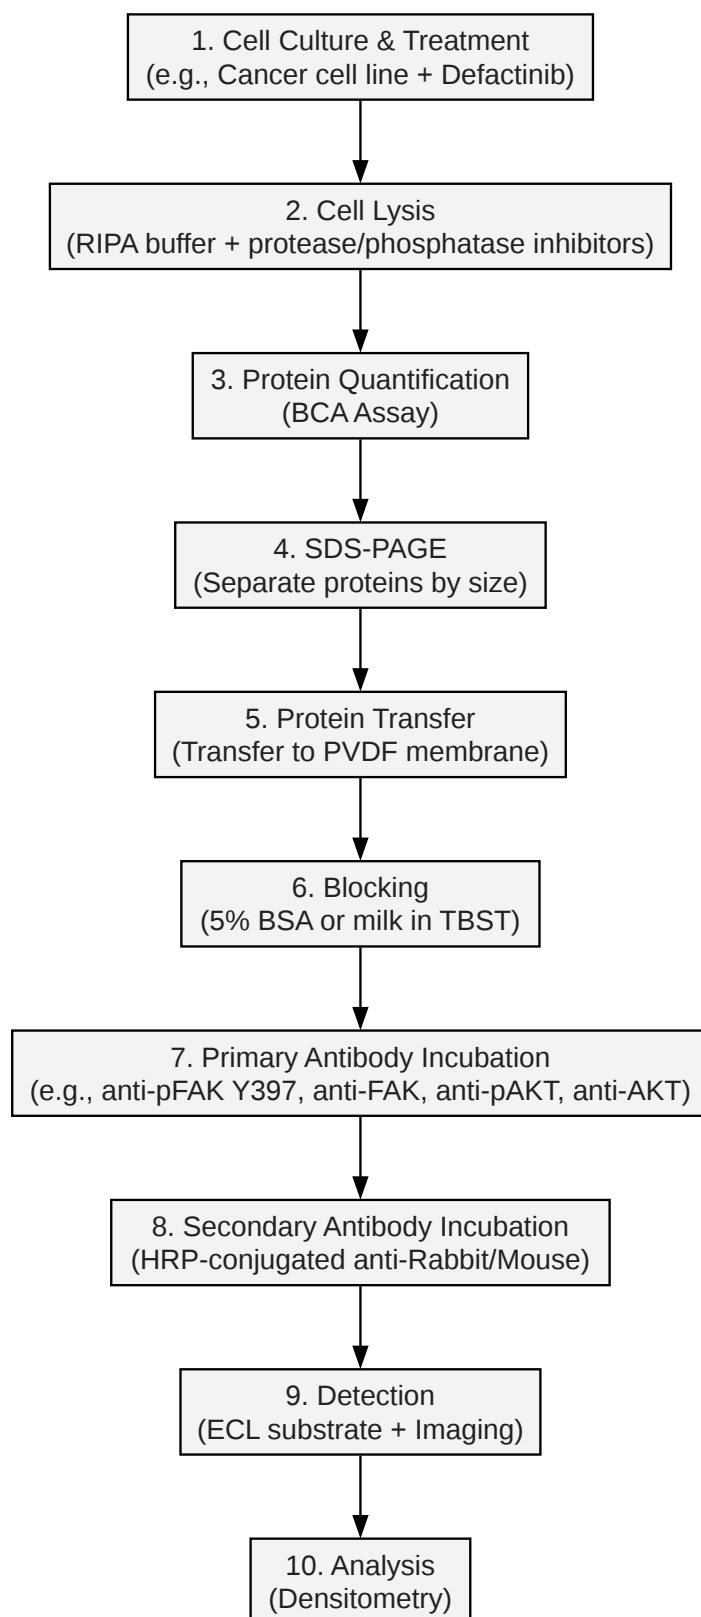 1. Cell Culture & Treatment
(e.g., Cancer cell line + Defactinib)
2. Cell Lysis
(RIPA buffer + protease/phosphatase inhibitors)
3. Protein Quantification
(BCA Assay)
4. SDS-PAGE
(Separate proteins by size)
5. Protein Transfer
(Transfer to PVDF membrane)
6. Blocking
(5% BSA or milk in TBST)
7. Primary Antibody Incubation
(e.g., anti-pFAK Y397, anti-FAK, anti-pAKT, anti-AKT)
8. Secondary Antibody Incubation
(HRP-conjugated anti-Rabbit/Mouse)
9. Detection
(ECL substrate + Imaging)
10. Analysis
(Densitometry)